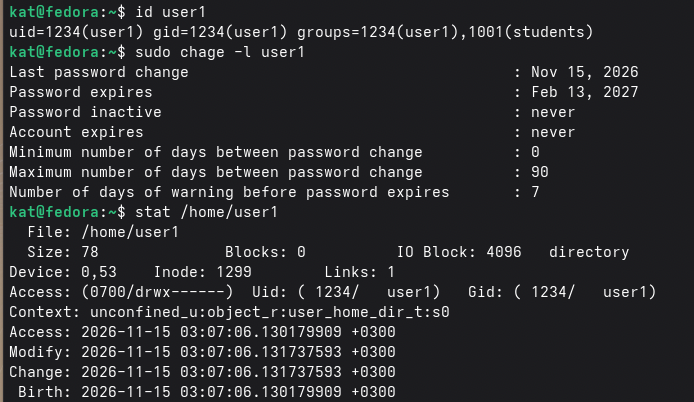 kat@fedora:~$ id user1
uid=1234(user1) gid=1234(user1) groups=1234(user1),1001(students)
kat@fedora:~$ sudo chage -l user1
Last password change                                    : Nov 15, 2026
Password expires                                        : Feb 13, 2027
Password inactive                                       : never
Account expires                                         : never
Minimum number of days between password change          : 0
Maximum number of days between password change          : 90
Number of days of warning before password expires       : 7
kat@fedora:~$ stat /home/user1
  File: /home/user1
  Size: 78              Blocks: 0          IO Block: 4096   directory
Device: 0,53    Inode: 1299        Links: 1
Access: (0700/drwx------)  Uid: ( 1234/   user1)   Gid: ( 1234/   user1)
Context: unconfined_u:object_r:user_home_dir_t:s0
Access: 2026-11-15 03:07:06.130179909 +0300
Modify: 2026-11-15 03:07:06.131737593 +0300
Change: 2026-11-15 03:07:06.131737593 +0300
 Birth: 2026-11-15 03:07:06.130179909 +0300